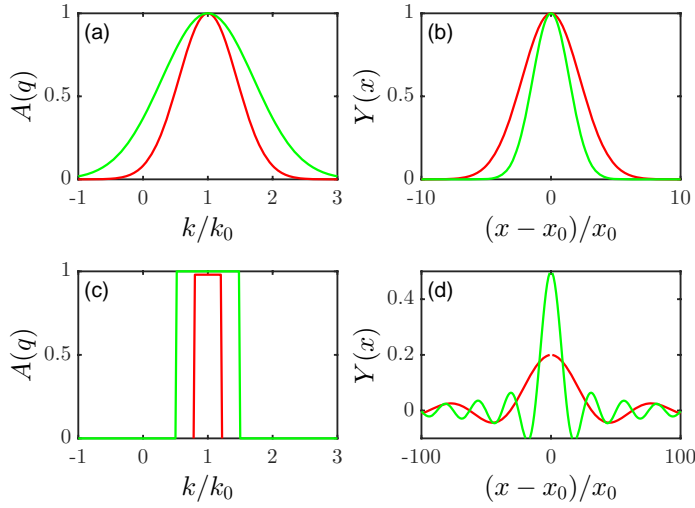 (a)
A(q)
1
0.5
0
-1 0 1 2 3
k/k₀
(b)
Y(x)
1
0.5
0
-10 0 10
(x − x₀)/x₀
(c)
A(q)
1
0.5
0
-1 0 1 2 3
k/k₀
(d)
Y(x)
0.4
0.2
0
-100 0 100
(x − x₀)/x₀